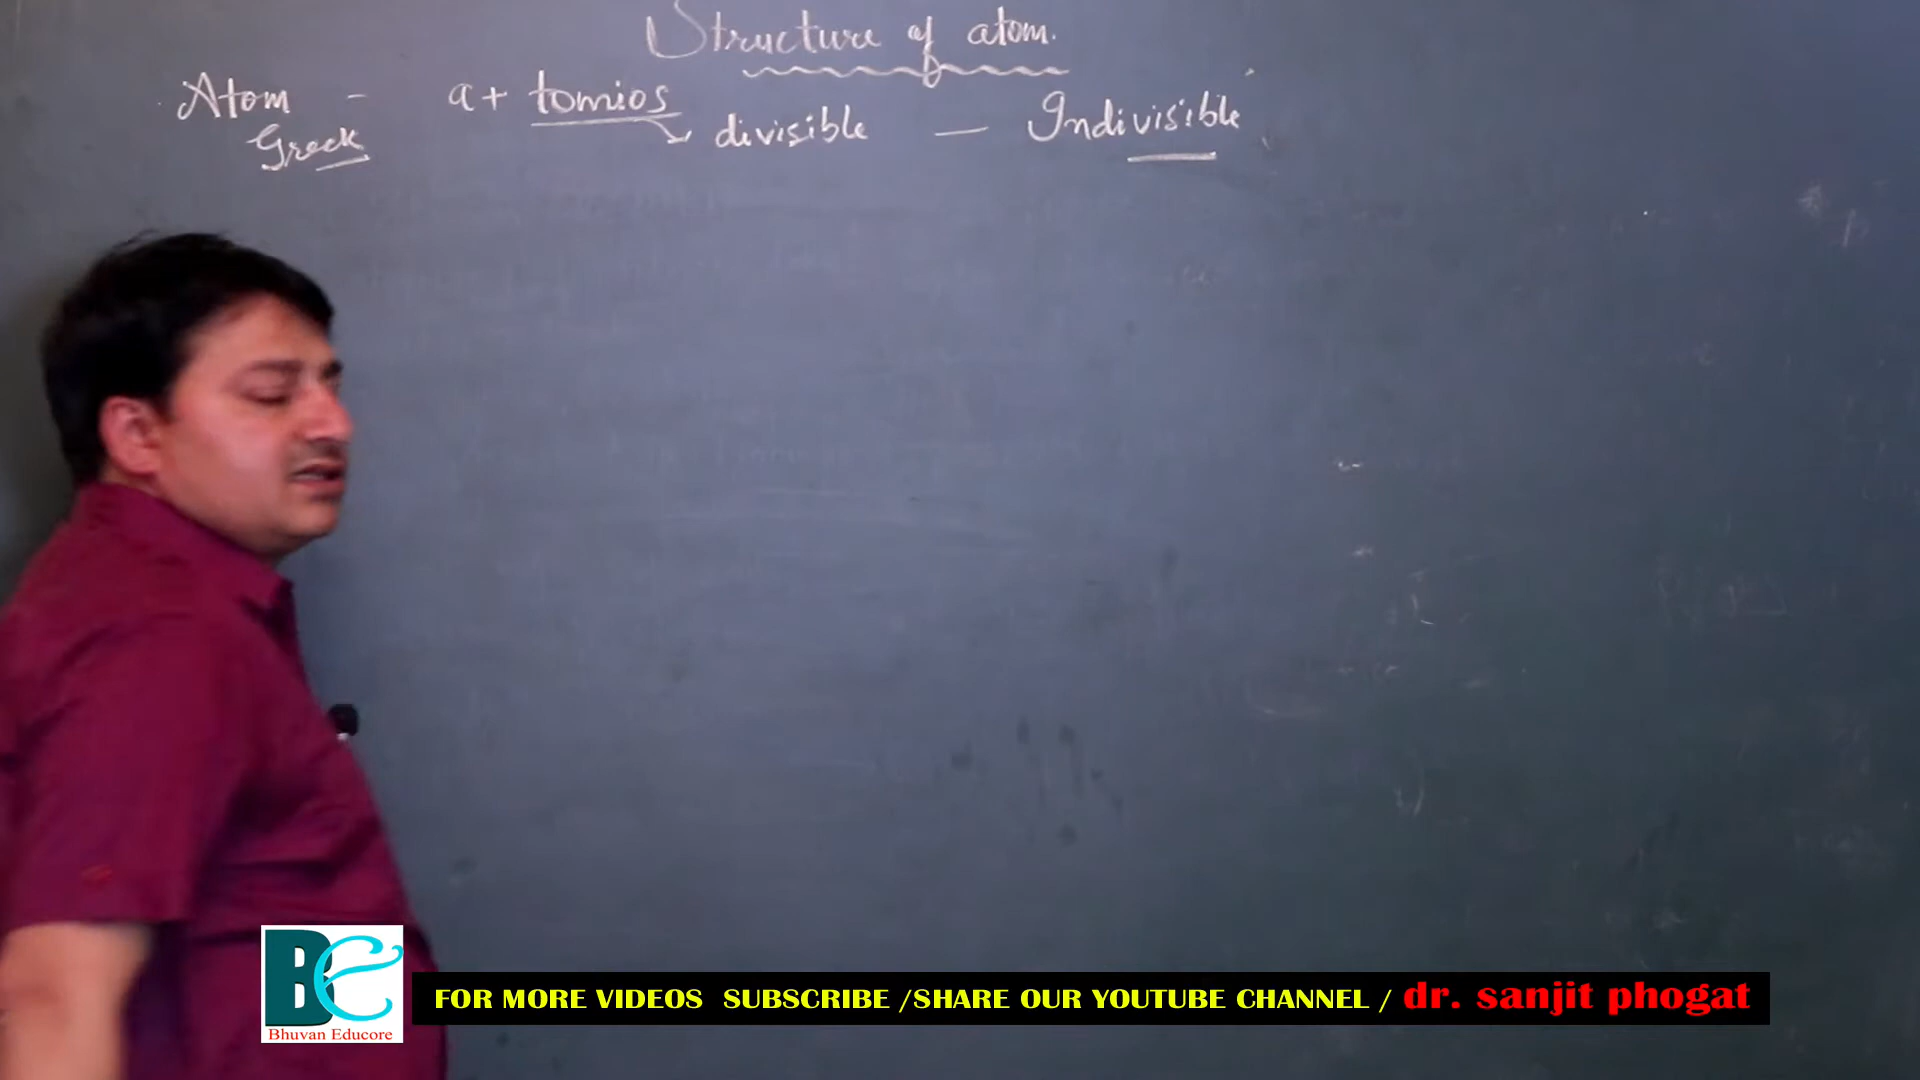 Structure of atom.
Atom - a + tomios
Greek divisible — Indivisible
BE
Bhuvan Educore
FOR MORE VIDEOS SUBSCRIBE /SHARE OUR YOUTUBE CHANNEL / dr. sanjit phogat